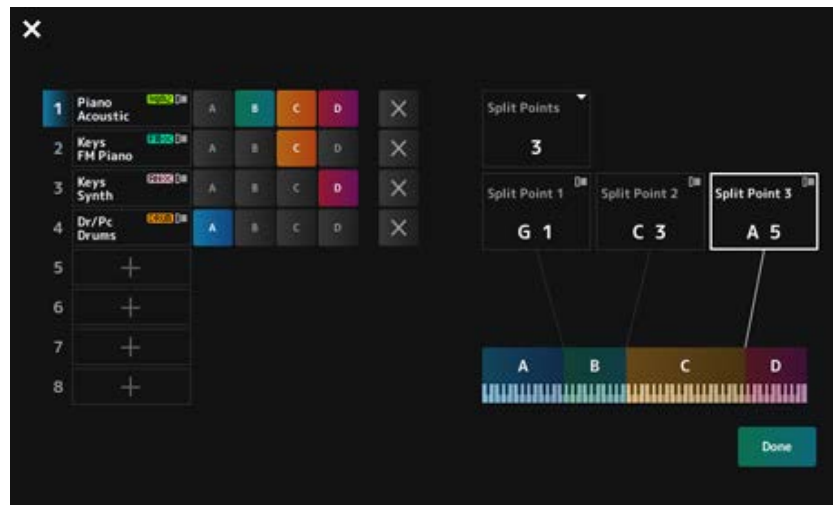 Split Points
3
1
Piano
Acoustic
A B C D
2
Keys
FM Piano
A B C D
3
Keys
Synth
A B C D
4
Dr/Pc
Drums
A B C D
5
6
7
8
Split Point 1
G 1
Split Point 2
C 3
Split Point 3
A 5
A B C D
Done